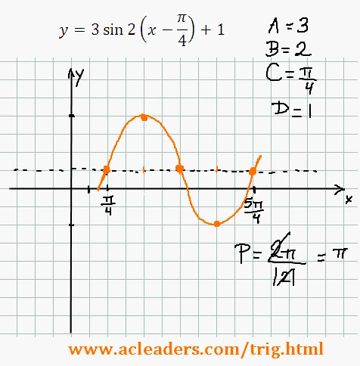 y = 3 sin 2 (x − π/4) + 1
A = 3
B = 2
C = π/4
D = 1
y
π/4
5π/4
x
P = 2π/|2| = π
www.acleaders.com/trig.html